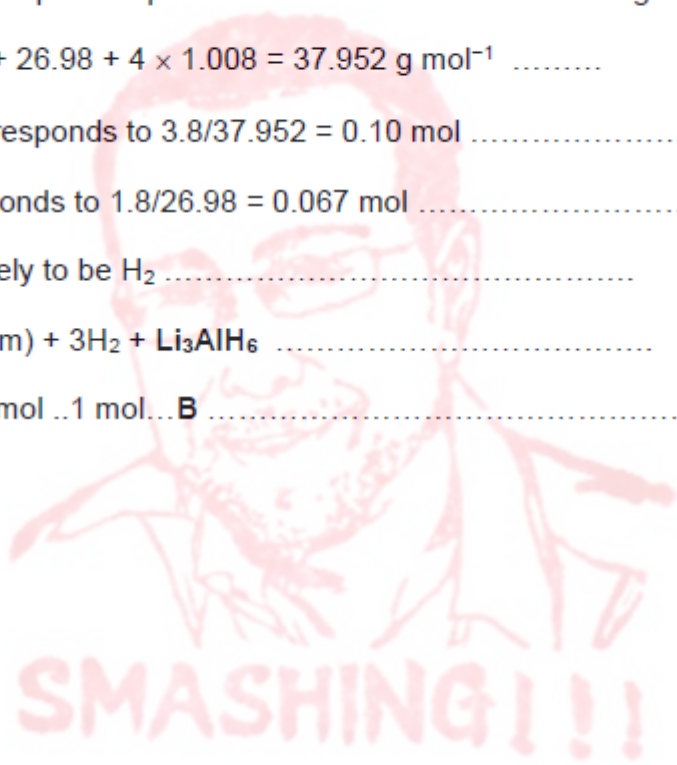 + 26.98 + 4 × 1.008 = 37.952 g mol⁻¹ .........
responds to 3.8/37.952 = 0.10 mol .....................
onds to 1.8/26.98 = 0.067 mol ..........................
ely to be H₂ ................................................
m) + 3H₂ + Li₃AlH₆ ......................................
mol ..1 mol...B ...............................................
SMASHING!!!